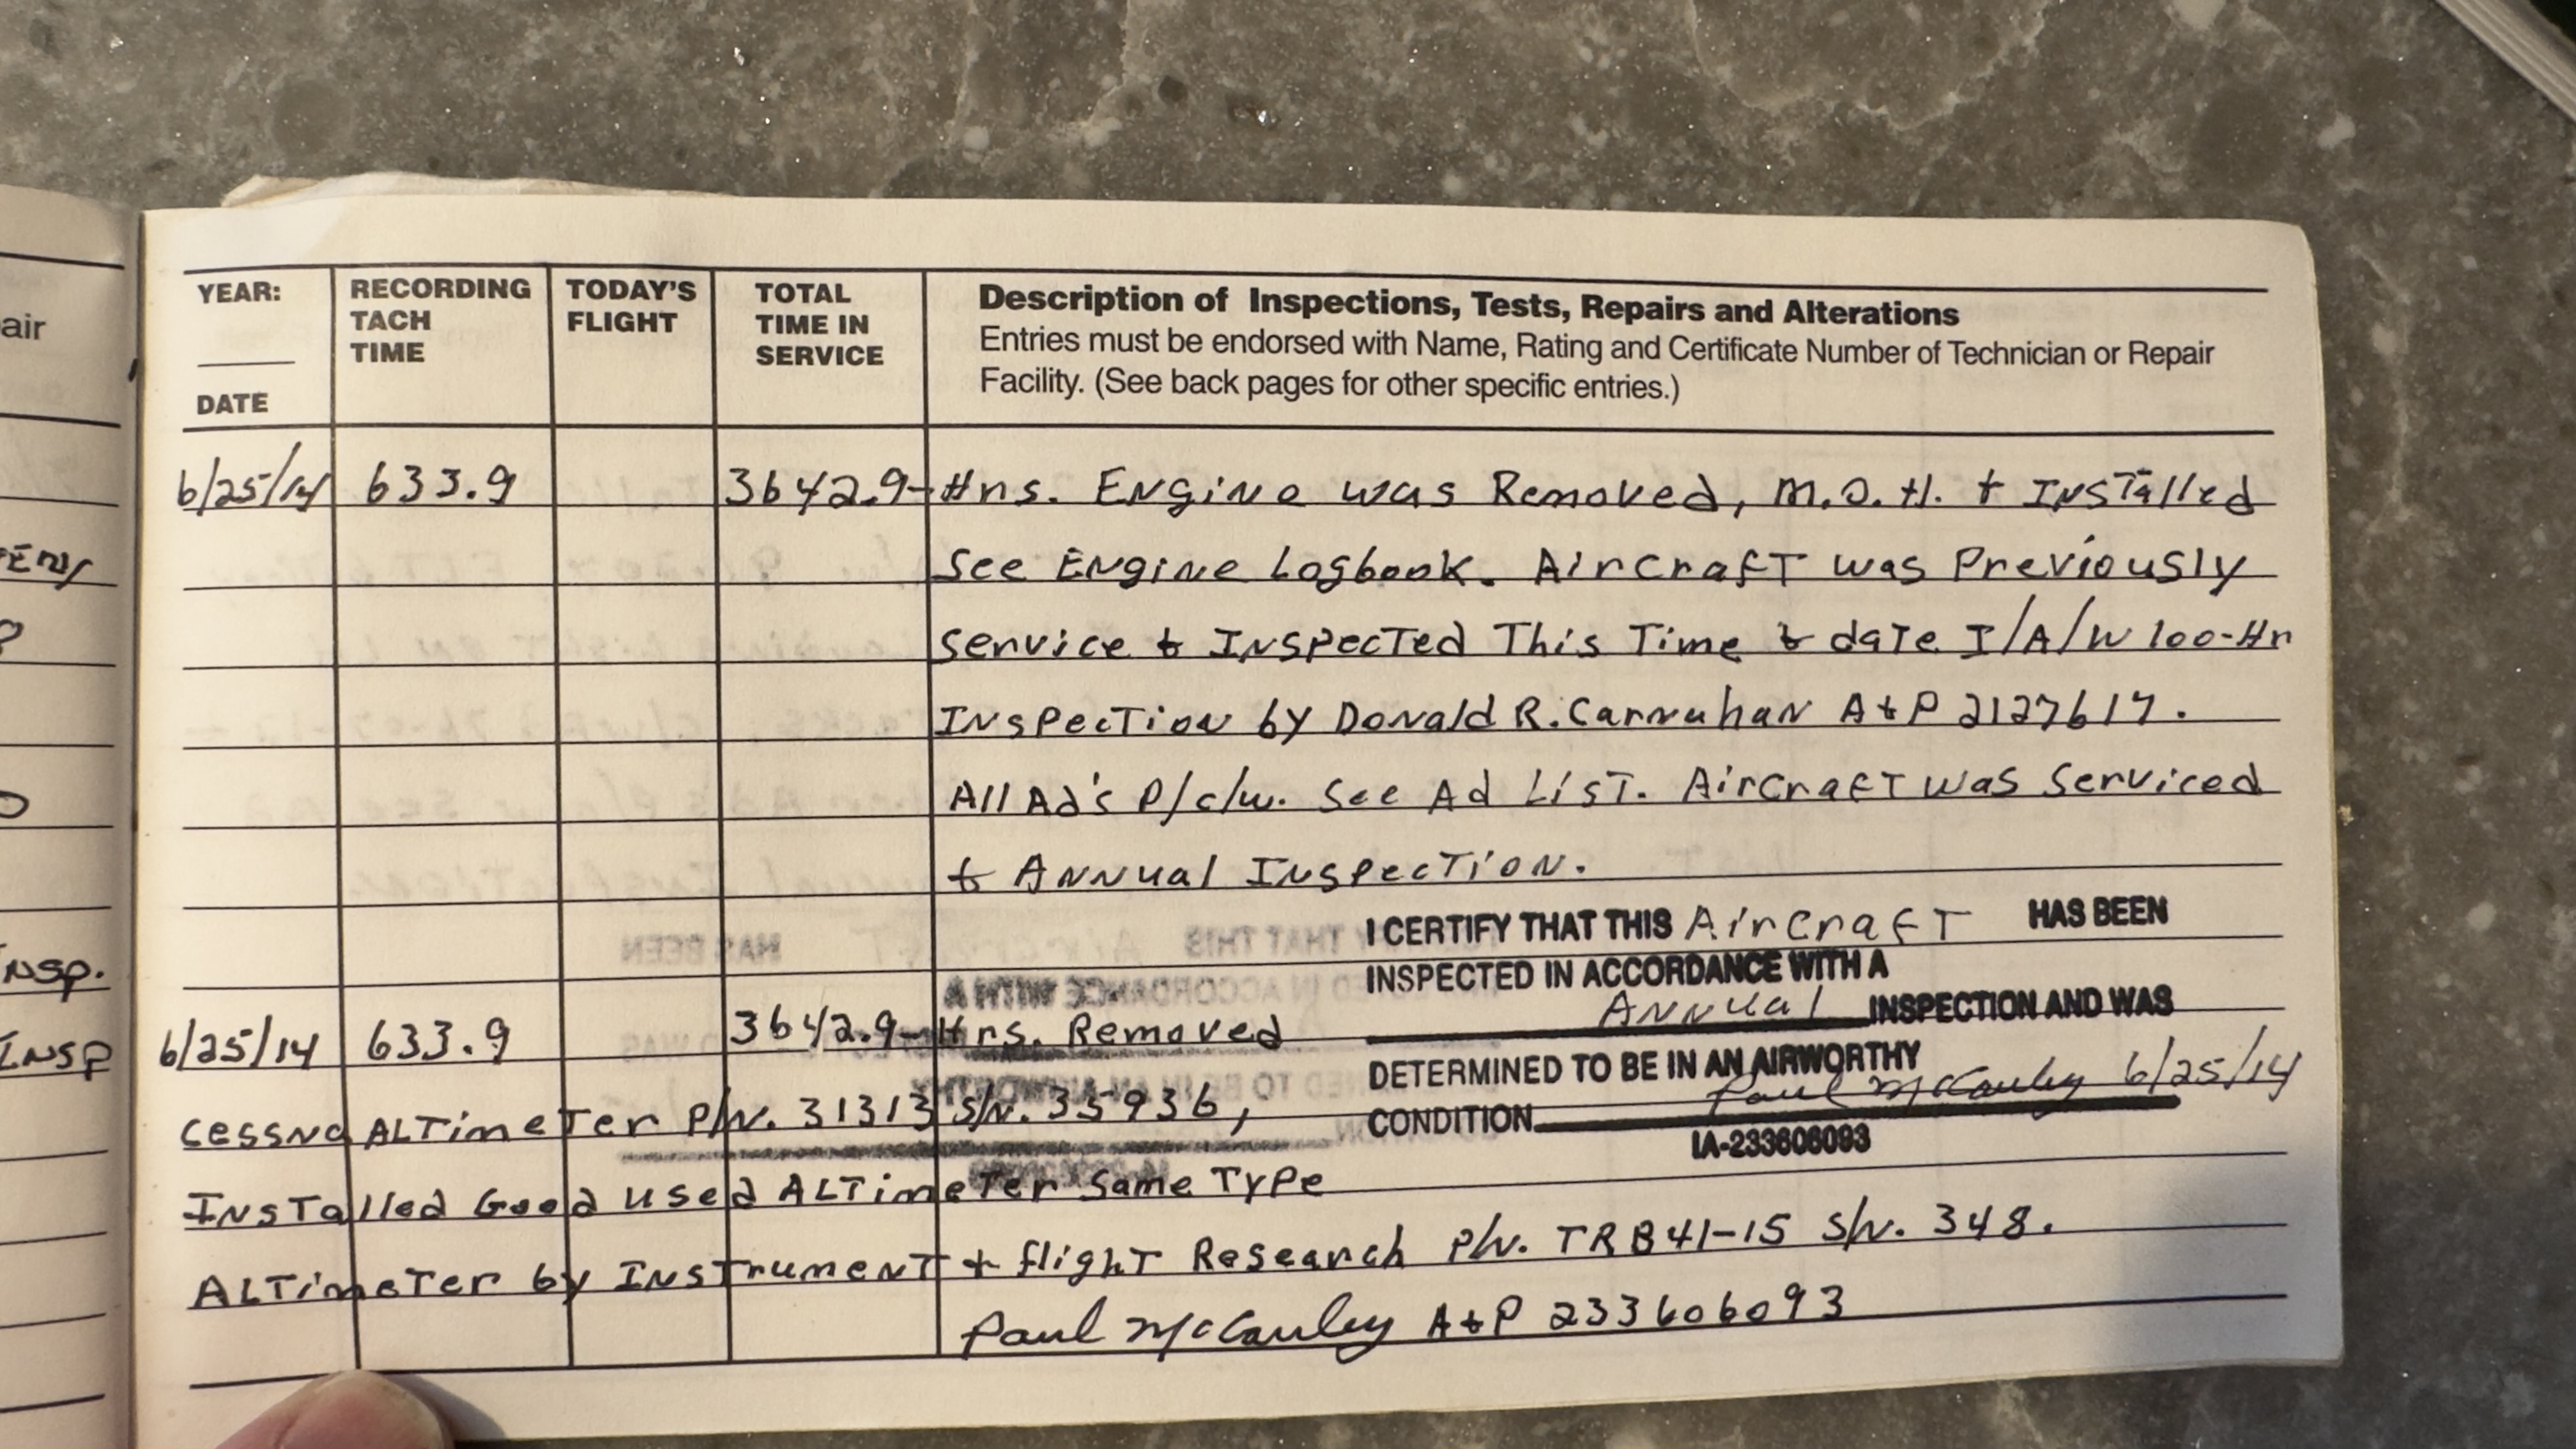 air
YEAR:
DATE
RECORDING TACH TIME
TODAY'S FLIGHT
TOTAL TIME IN SERVICE
Description of Inspections, Tests, Repairs and Alterations
Entries must be endorsed with Name, Rating and Certificate Number of Technician or Repair
Facility. (See back pages for other specific entries.)
6/25/14 633.9 3642.9-Hrs. Engine was Removed, M.O.H. + Installed
See Engine Logbook. Aircraft was Previously
Service & Inspected This Time & date I/A/W 100-Hr
Inspection by Donald R. Carnuhan A&P 2127617.
All Ad's P/c/w. See Ad List. Aircraft was Serviced
& Annual Inspection.
I CERTIFY THAT THIS Aircraft HAS BEEN
INSPECTED IN ACCORDANCE WITH A
Annual INSPECTION AND WAS
DETERMINED TO BE IN AN AIRWORTHY
CONDITION Paul McCauley 6/25/14
IA-233606093
nsp.
Insp
6/25/14 633.9 3642.9-Hrs. Removed
Cessna ALTimeTer P/N. 31313 S/N. 35936,
Installed Good used ALTimeTer Same Type
ALTimeTer by Instrument + flight Research P/N. TRB41-15 S/N. 348.
Paul McCauley A&P 233606093